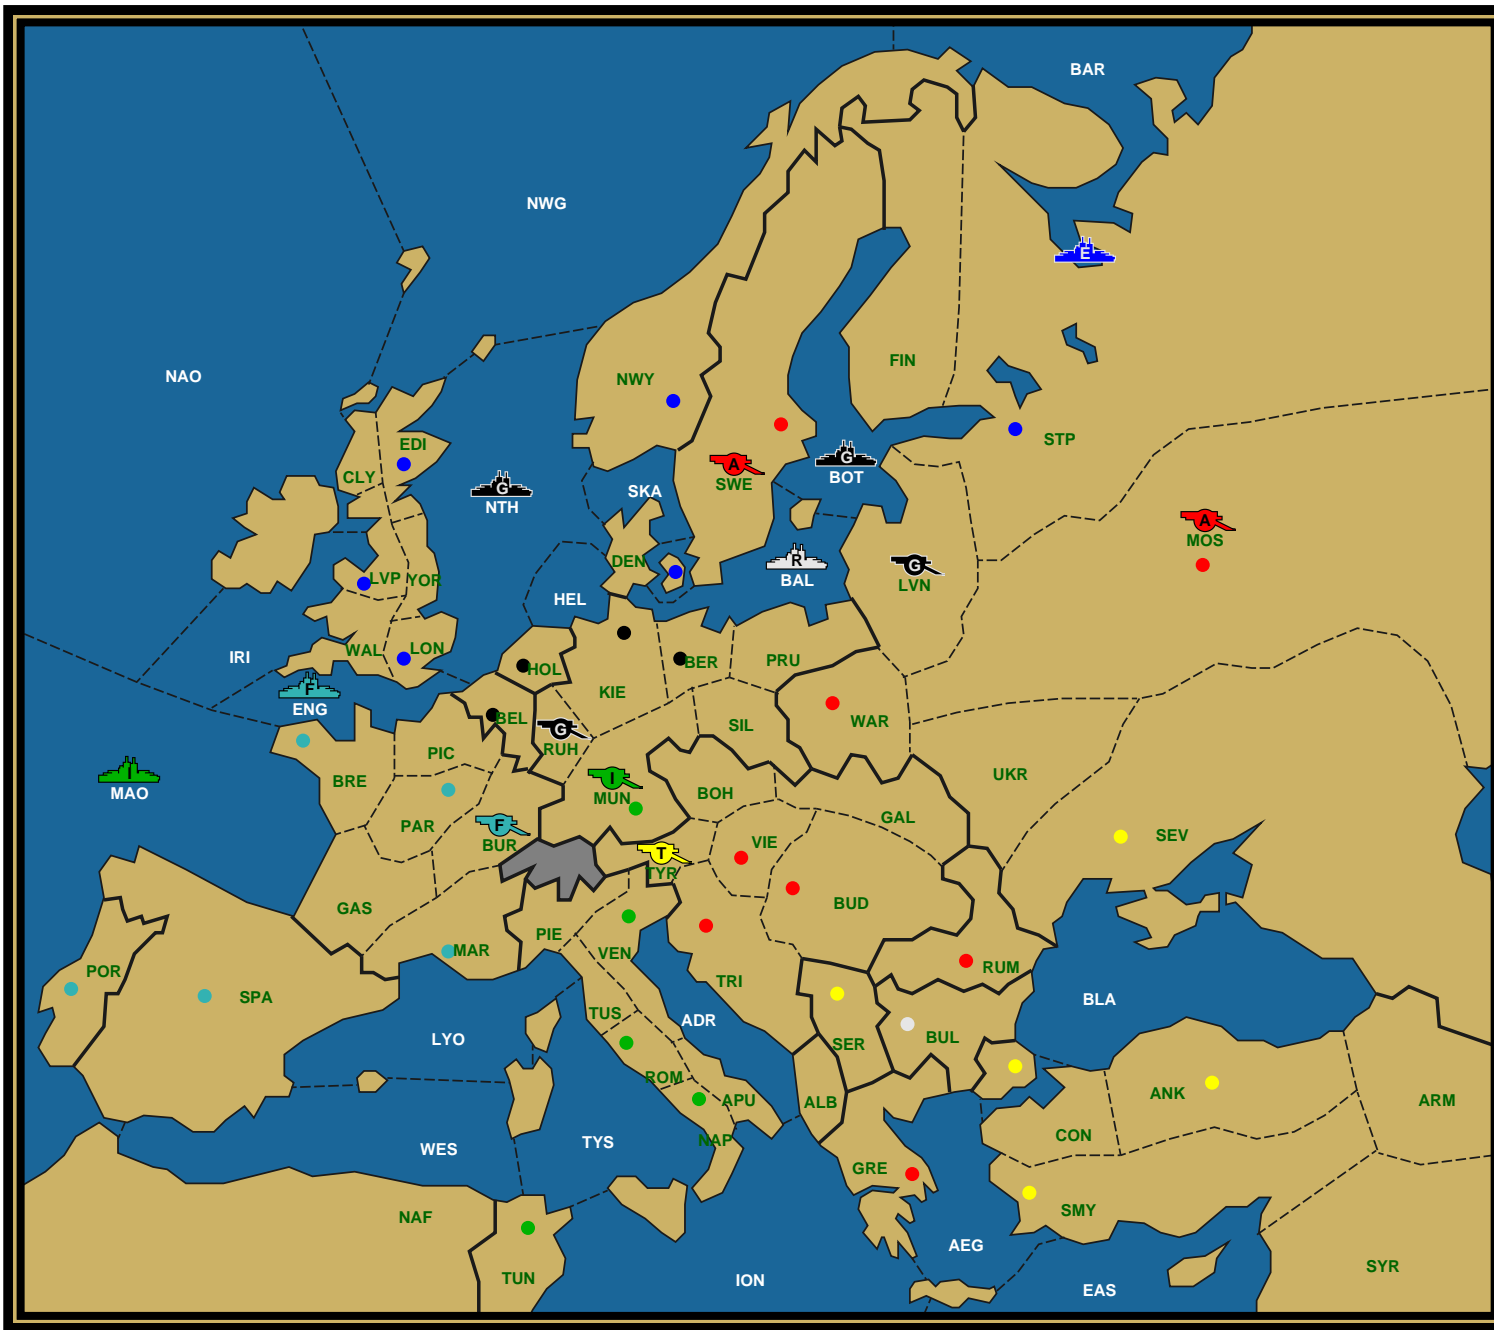 BAR
NWG
E
NAO
FIN
NWY
EDI
STP
G
BOT
A
SWE
CLY
G
NTH
SKA
A
MOS
R
BAL
DEN
G
LVN
LVP
YOR
HEL
IRI
WAL
LON
HOL
BER
PRU
F
ENG
KIE
BEL
WAR
G
RUH
SIL
PIC
I
MAO
BRE
I
MUN
BOH
UKR
PAR
F
BUR
GAL
VIE
SEV
T
TYR
GAS
BUD
PIE
VEN
MAR
POR
SPA
TRI
RUM
BLA
TUS
ADR
LYO
SER
BUL
ROM
APU
ALB
ANK
ARM
CON
WES
TYS
NAP
GRE
SMY
NAF
AEG
TUN
ION
SYR
EAS